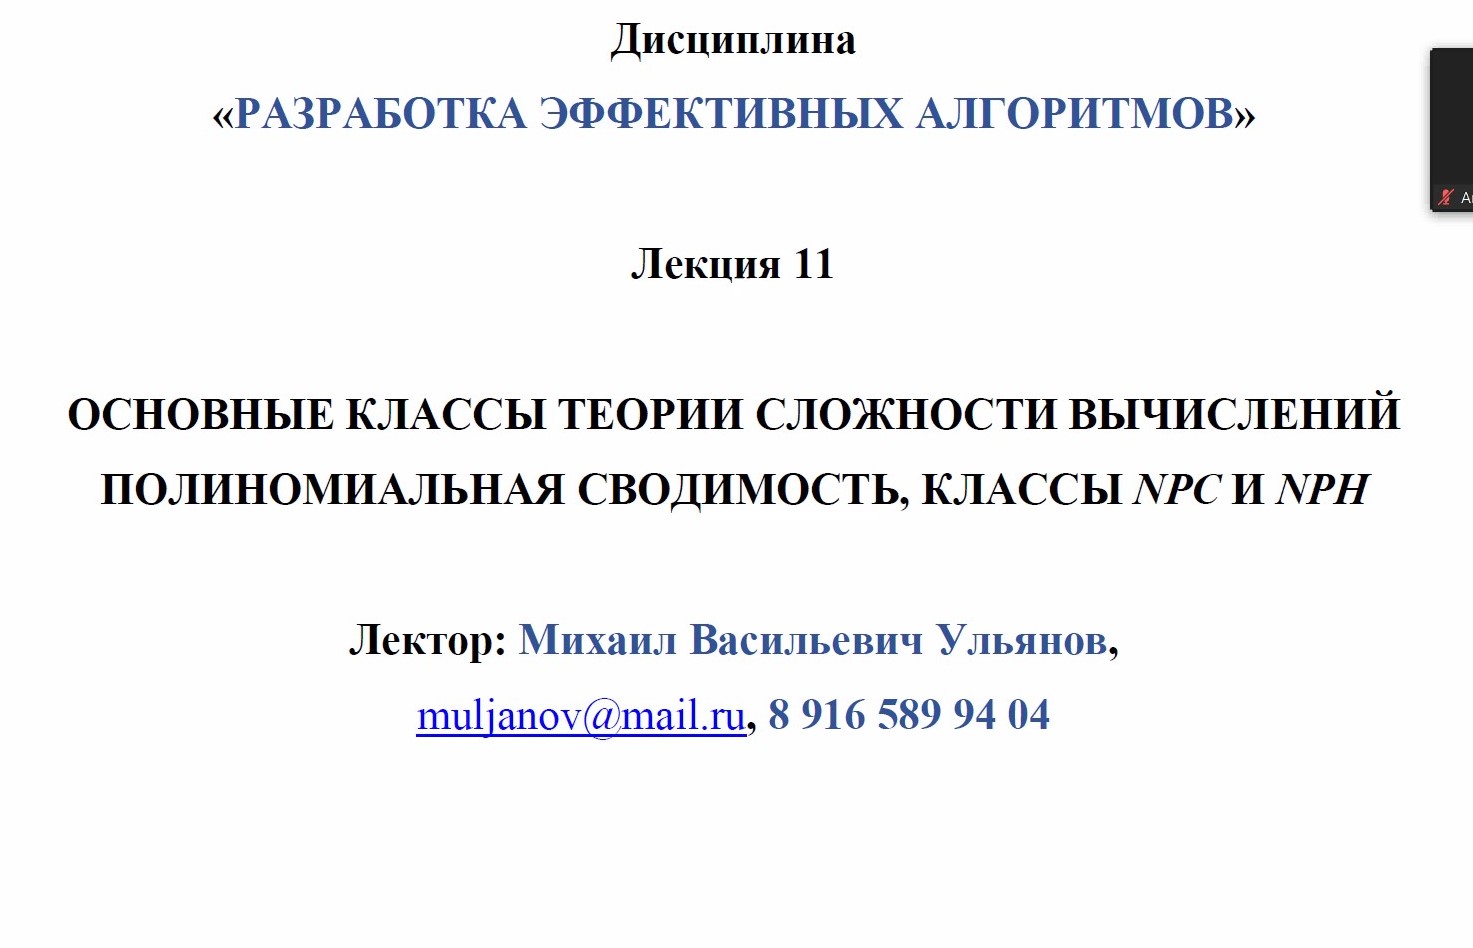 Дисциплина
«РАЗРАБОТКА ЭФФЕКТИВНЫХ АЛГОРИТМОВ»
Лекция 11
ОСНОВНЫЕ КЛАССЫ ТЕОРИИ СЛОЖНОСТИ ВЫЧИСЛЕНИЙ
ПОЛИНОМИАЛЬНАЯ СВОДИМОСТЬ, КЛАССЫ NPC И NPH
Лектор: Михаил Васильевич Ульянов,
muljanov@mail.ru, 8 916 589 94 04